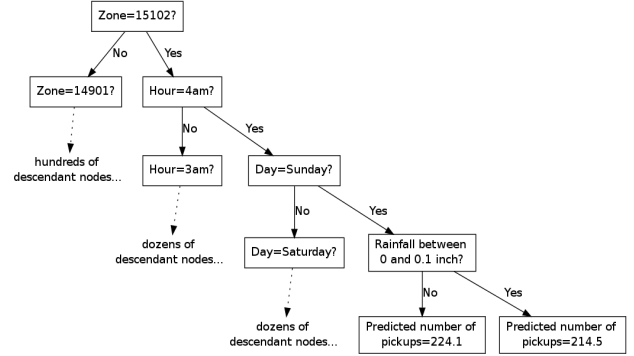 Zone=15102?
No
Yes
Zone=14901?
Hour=4am?
No
Yes
hundreds of
descendant nodes...
Hour=3am?
Day=Sunday?
No
Yes
dozens of
descendant nodes...
Day=Saturday?
Rainfall between
0 and 0.1 inch?
No
Yes
dozens of
descendant nodes...
Predicted number of
pickups=224.1
Predicted number of
pickups=214.5